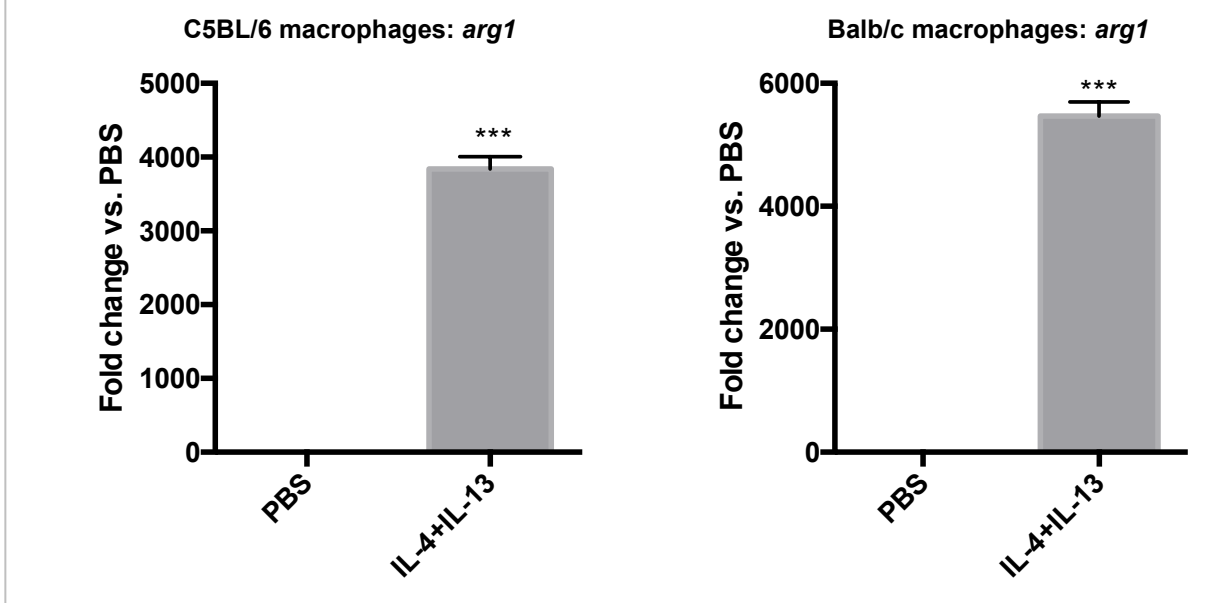 C5BL/6 macrophages: arg1
Fold change vs. PBS
5000
4000
3000
2000
1000
0
***
PBS
IL-4+IL-13
Balb/c macrophages: arg1
Fold change vs. PBS
6000
4000
2000
0
***
PBS
IL-4+IL-13